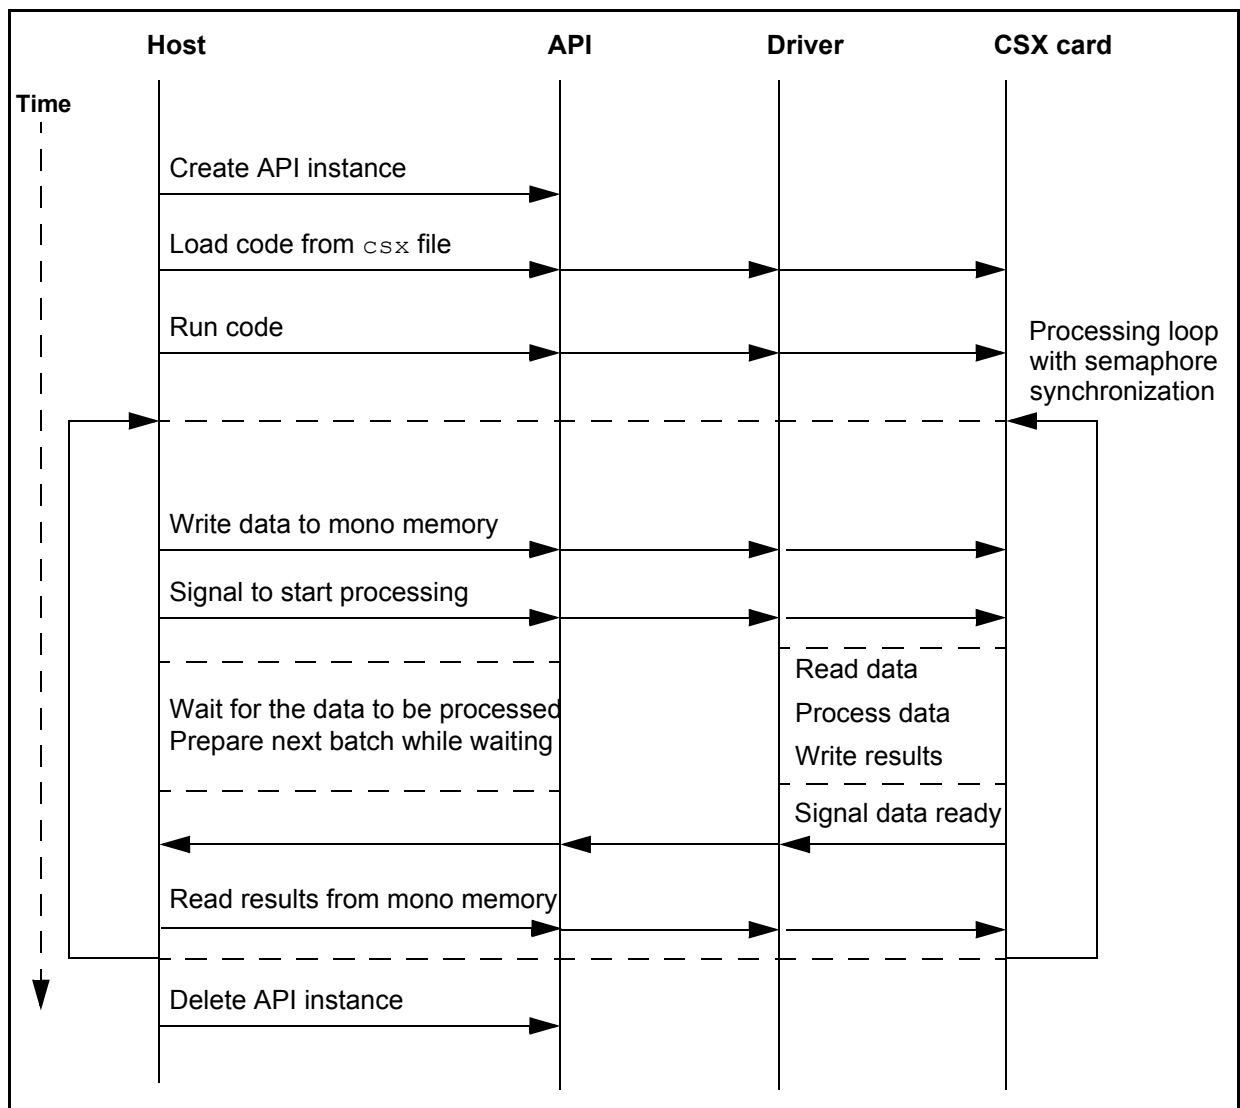 Host API Driver CSX card
Time
Create API instance
Load code from csx file
Run code
Processing loop
with semaphore
synchronization
Write data to mono memory
Signal to start processing
Read data
Wait for the data to be processed
Process data
Prepare next batch while waiting
Write results
Signal data ready
Read results from mono memory
Delete API instance